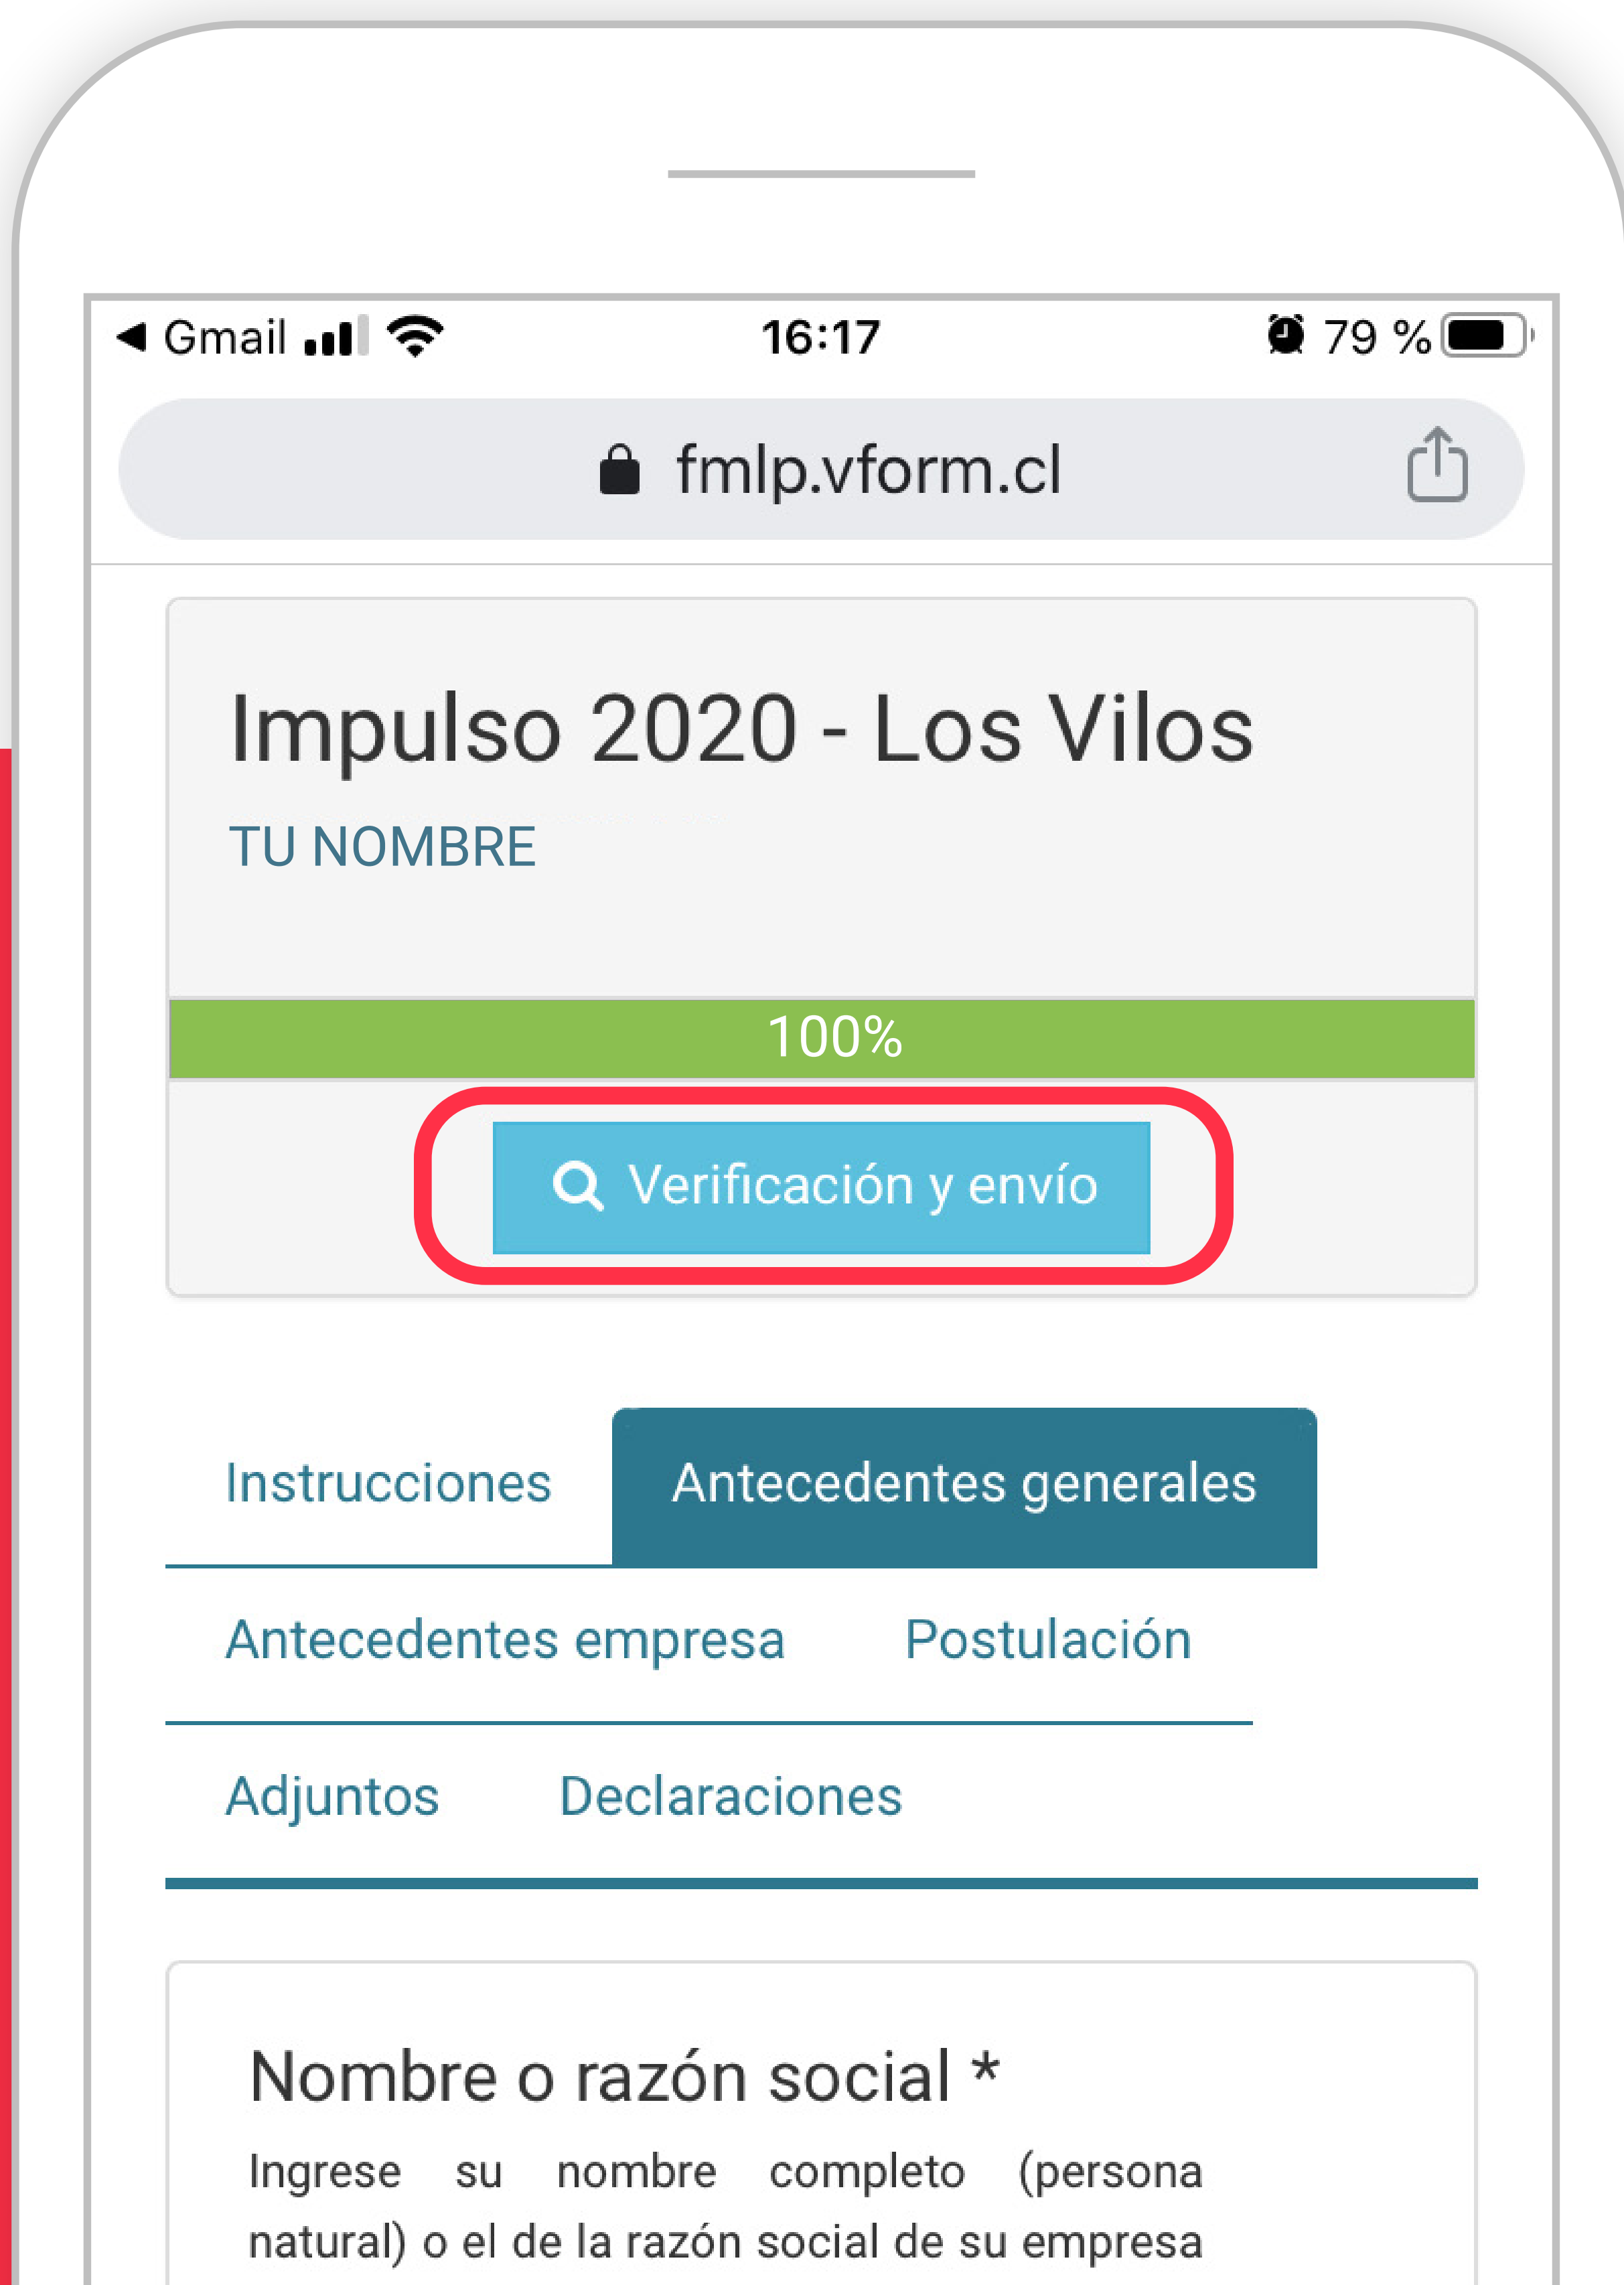 Gmail 16:17 79 %
fmlp.vform.cl
Impulso 2020 - Los Vilos
TU NOMBRE
100%
Verificación y envío
Instrucciones Antecedentes generales
Antecedentes empresa Postulación
Adjuntos Declaraciones
Nombre o razón social *
Ingrese su nombre completo (persona
natural) o el de la razón social de su empresa